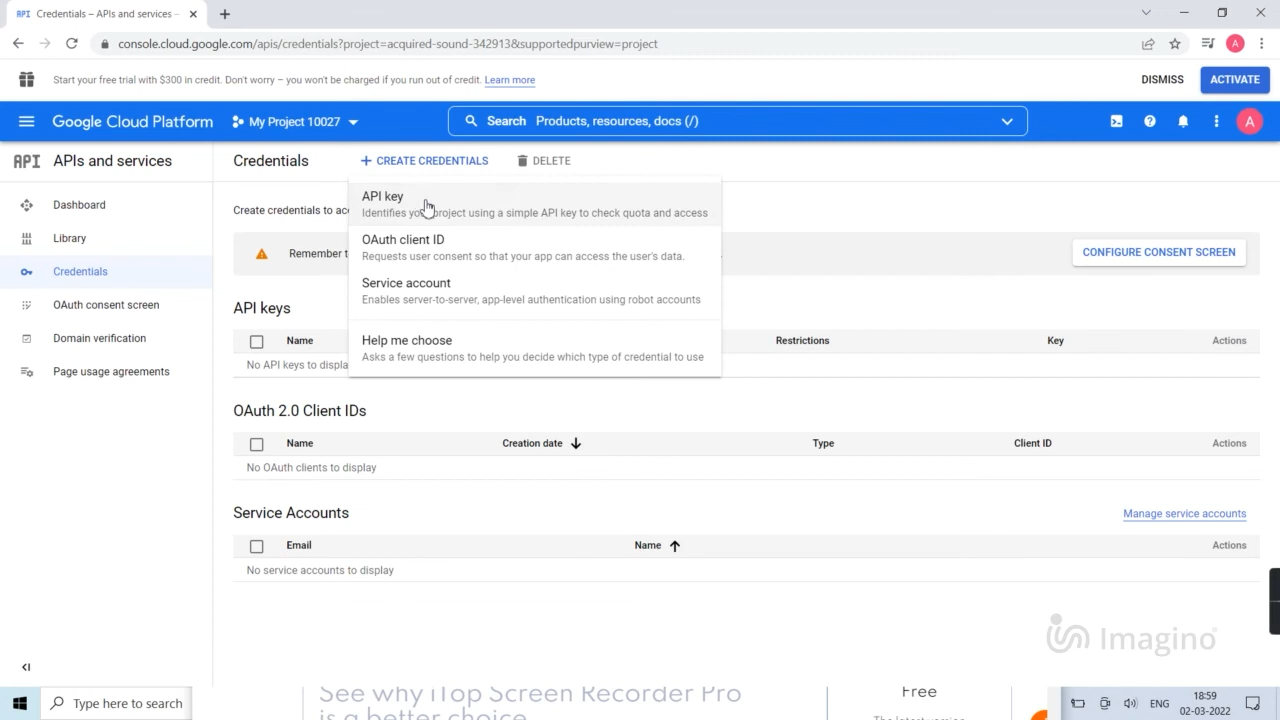 API Credentials – APIs and services –
console.cloud.google.com/apis/credentials?project=acquired-sound-342913&supportedpurview=project
A
Start your free trial with $300 in credit. Don't worry – you won't be charged if you run out of credit. Learn more
DISMISS
ACTIVATE
Google Cloud Platform
My Project 10027
Search Products, resources, docs (/)
A
API APIs and services
Credentials
CREATE CREDENTIALS
DELETE
Dashboard
Library
Credentials
OAuth consent screen
Domain verification
Page usage agreements
Create credentials to
API key
Identifies project using a simple API key to check quota and access
OAuth client ID
Requests user consent so that your app can access the user's data.
Service account
Enables server-to-server, app-level authentication using robot accounts
Help me choose
Asks a few questions to help you decide which type of credential to use
Remember
CONFIGURE CONSENT SCREEN
API keys
Name Restrictions Key Actions
No API keys to
OAuth 2.0 Client IDs
Name Creation date Type Client ID Actions
No OAuth clients to display
Service Accounts
Manage service accounts
Email Name Actions
No service accounts to display
Imagino
See why iTop Screen Recorder Pro
is a better choice
Free
The latest version
Type here to search
ENG
18:59
02-03-2022